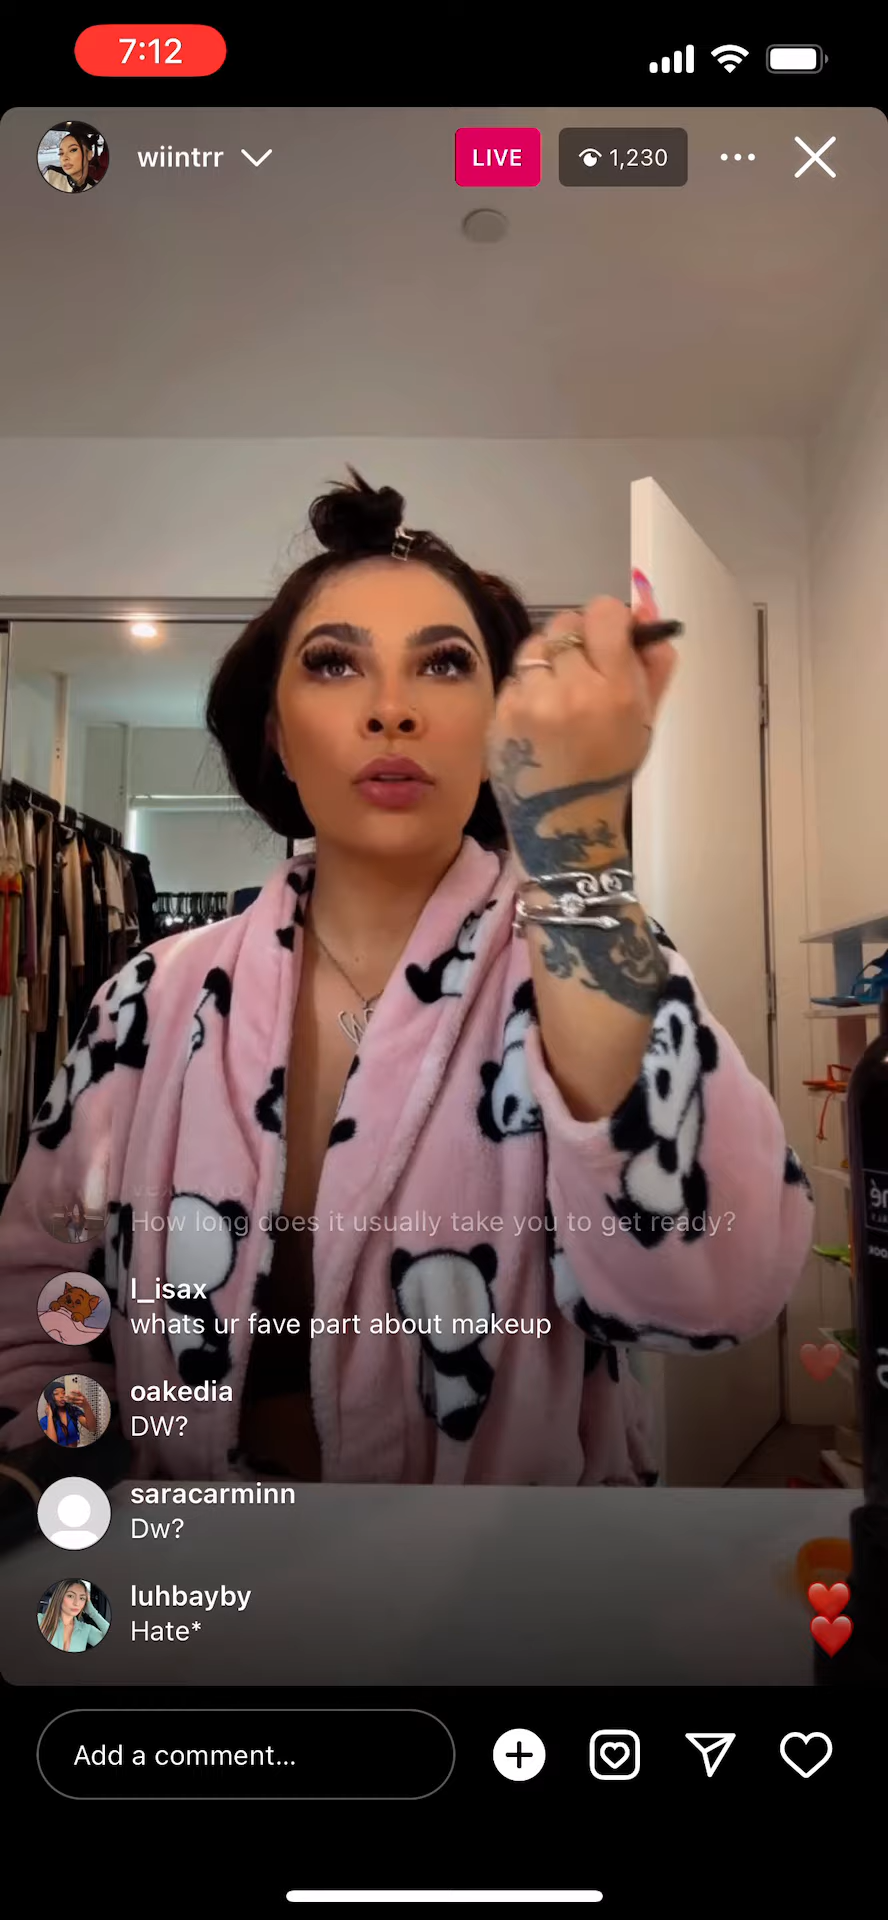 7:12
wiintrr
LIVE
1,230
How long does it usually take you to get ready?
l_isax
whats ur fave part about makeup
oakedia
DW?
saracarminn
Dw?
luhbayby
Hate*
Add a comment...